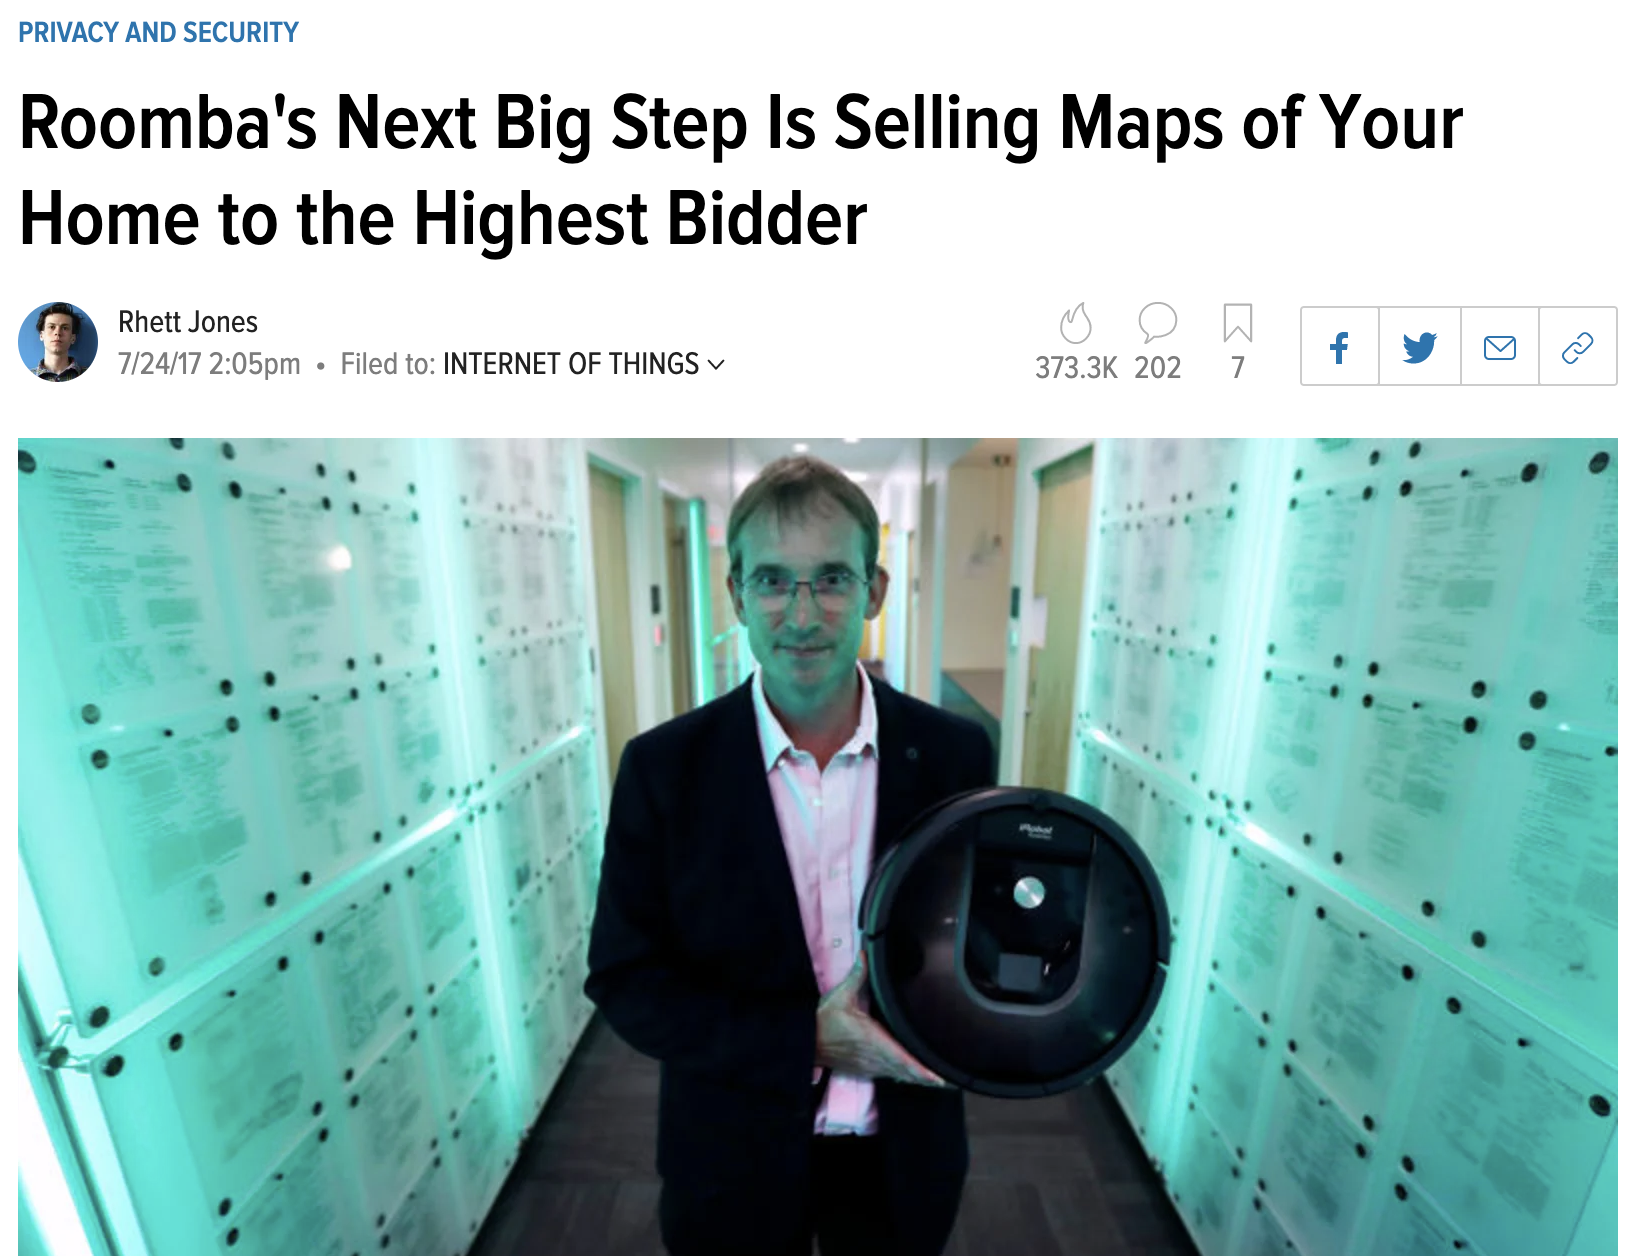 PRIVACY AND SECURITY
Roomba's Next Big Step Is Selling Maps of Your
Home to the Highest Bidder
Rhett Jones
7/24/17 2:05pm • Filed to: INTERNET OF THINGS
373.3K 202 7
iRobot